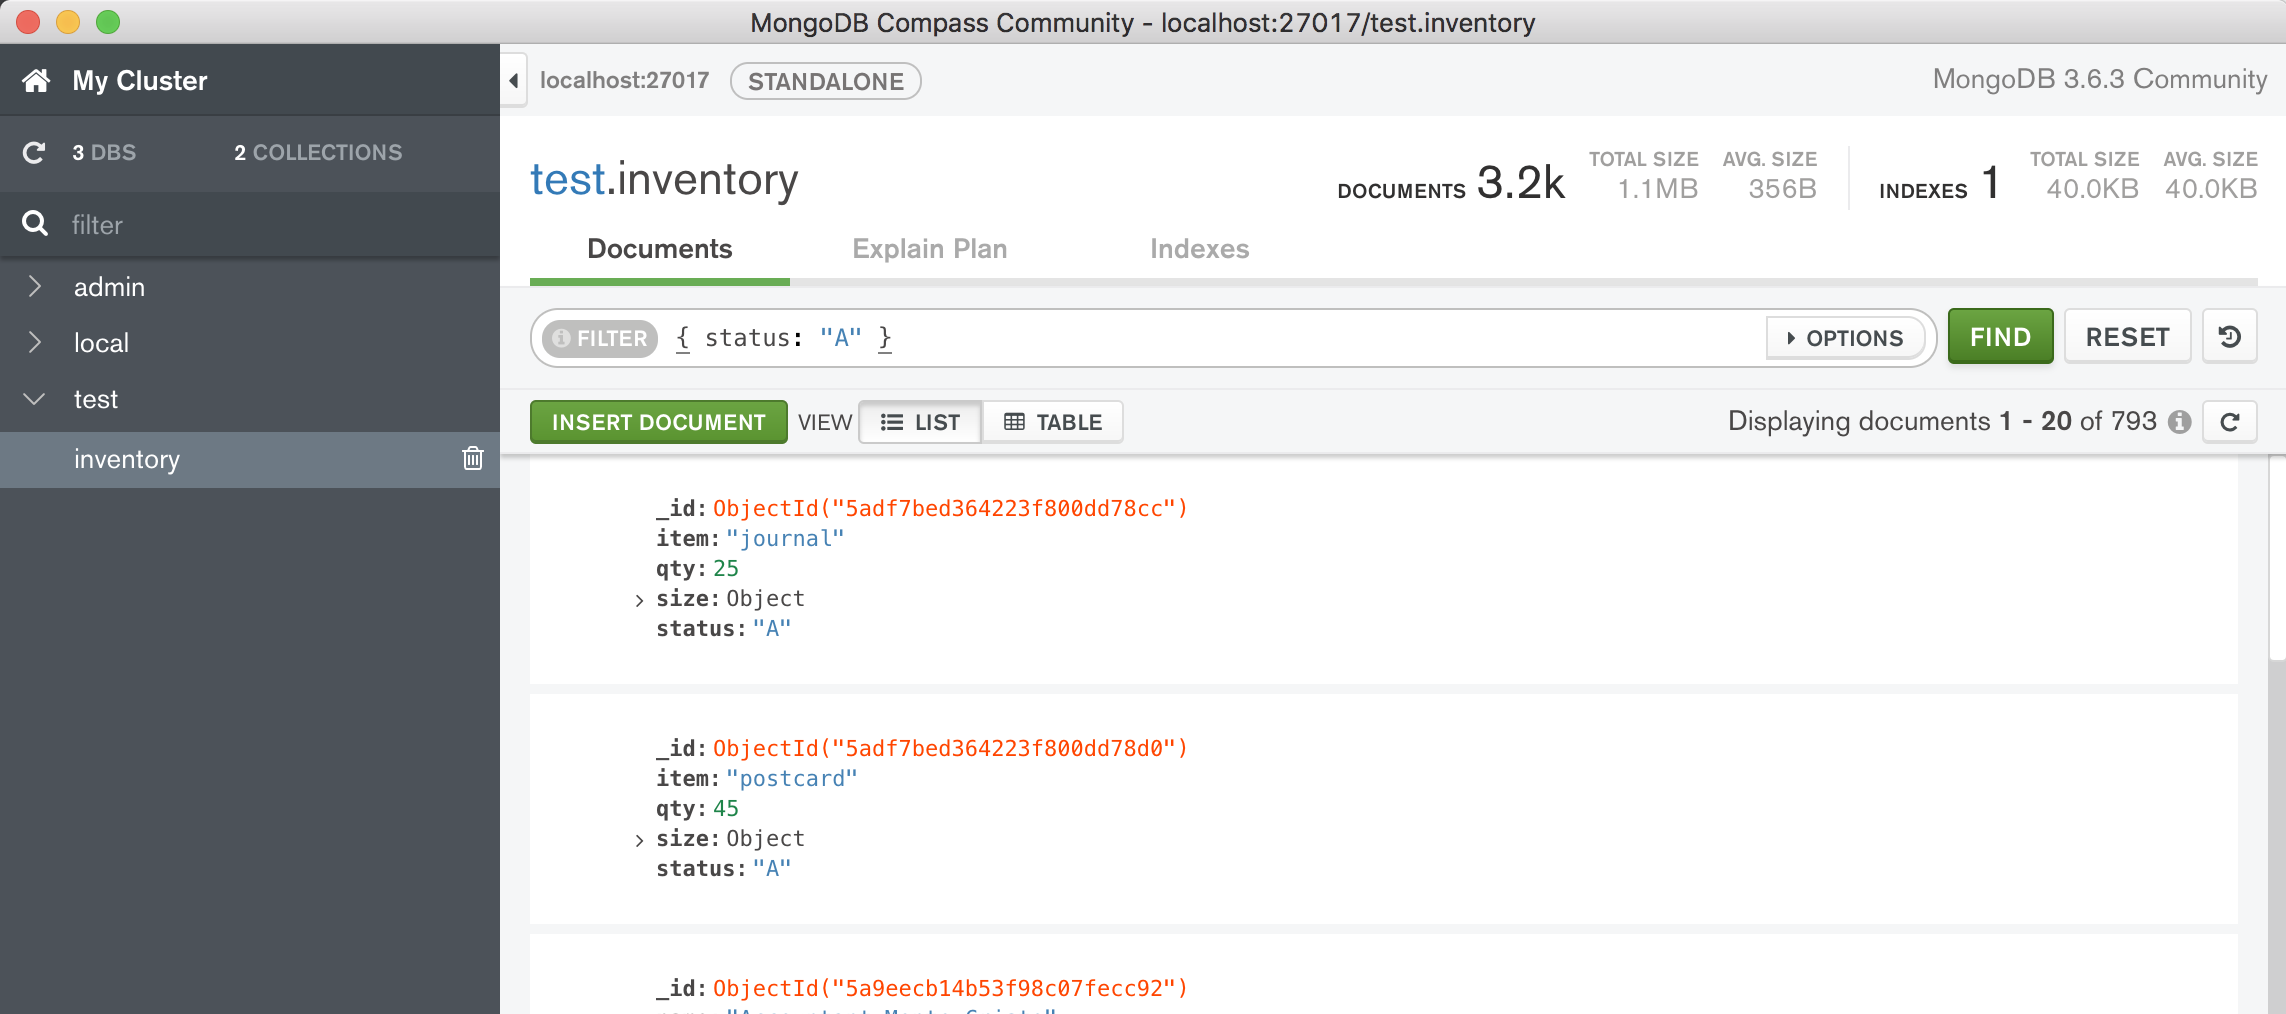 MongoDB Compass Community - localhost:27017/test.inventory
My Cluster
3 DBS 2 COLLECTIONS
filter
admin
local
test
inventory
localhost:27017 STANDALONE MongoDB 3.6.3 Community
test.inventory
DOCUMENTS 3.2k TOTAL SIZE 1.1MB AVG. SIZE 356B INDEXES 1 TOTAL SIZE 40.0KB AVG. SIZE 40.0KB
Documents Explain Plan Indexes
FILTER { status: "A" } OPTIONS FIND RESET
INSERT DOCUMENT VIEW LIST TABLE Displaying documents 1 - 20 of 793
_id: ObjectId("5adf7bed364223f800dd78cc")
item: "journal"
qty: 25
size: Object
status: "A"
_id: ObjectId("5adf7bed364223f800dd78d0")
item: "postcard"
qty: 45
size: Object
status: "A"
_id: ObjectId("5a9eecb14b53f98c07fecc92")